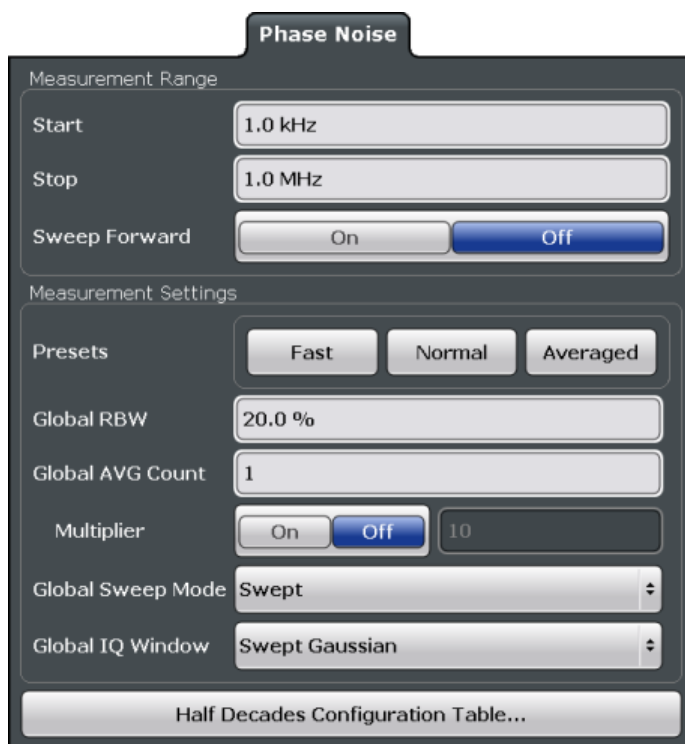 Phase Noise
Measurement Range
Start 1.0 kHz
Stop 1.0 MHz
Sweep Forward On Off
Measurement Settings
Presets Fast Normal Averaged
Global RBW 20.0 %
Global AVG Count 1
Multiplier On Off 10
Global Sweep Mode Swept
Global IQ Window Swept Gaussian
Half Decades Configuration Table...